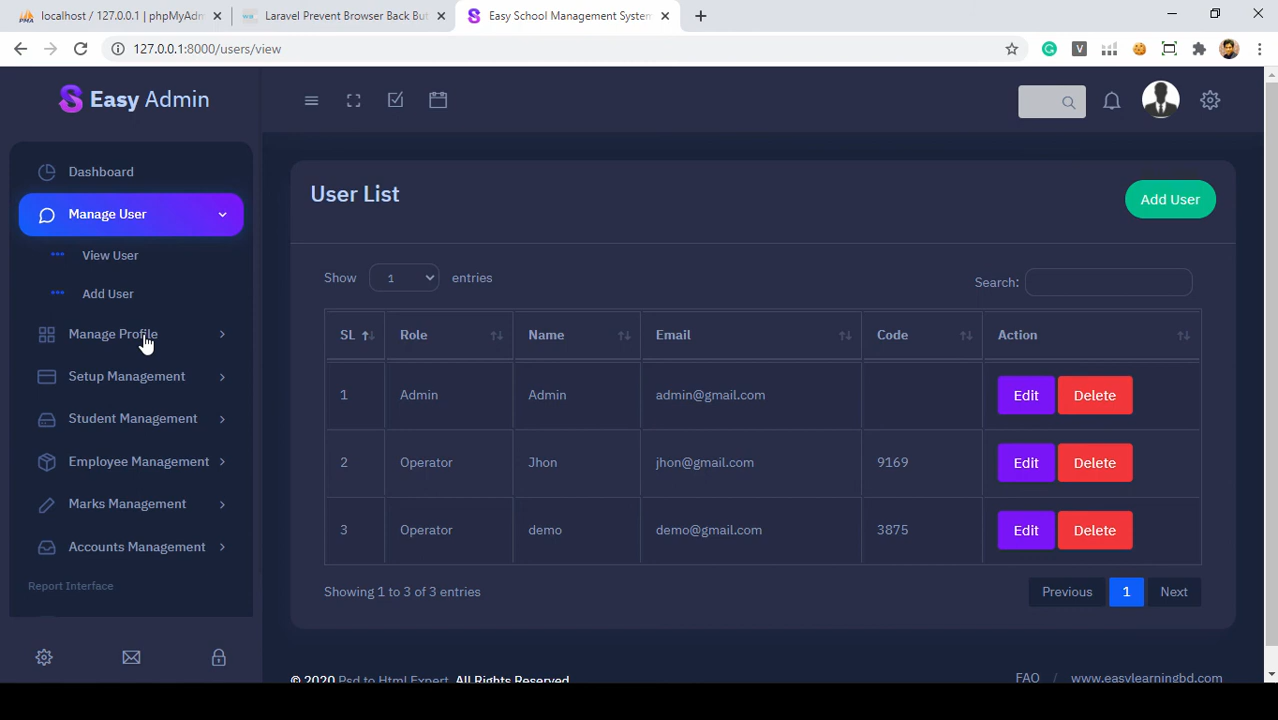 localhost / 127.0.0.1 | phpMyAdm
Laravel Prevent Browser Back But
Easy School Management System
127.0.0.1:8000/users/view
Easy Admin
Dashboard
Manage User
View User
Add User
Manage Profile
Setup Management
Student Management
Employee Management
Marks Management
Accounts Management
Report Interface
User List
Add User
Show 1 entries
Search:
SL Role Name Email Code Action
1 Admin Admin admin@gmail.com Edit Delete
2 Operator Jhon jhon@gmail.com 9169 Edit Delete
3 Operator demo demo@gmail.com 3875 Edit Delete
Showing 1 to 3 of 3 entries
Previous 1 Next
© 2020 Psd to Html Expert. All Rights Reserved.
FAQ / www.easylearningbd.com